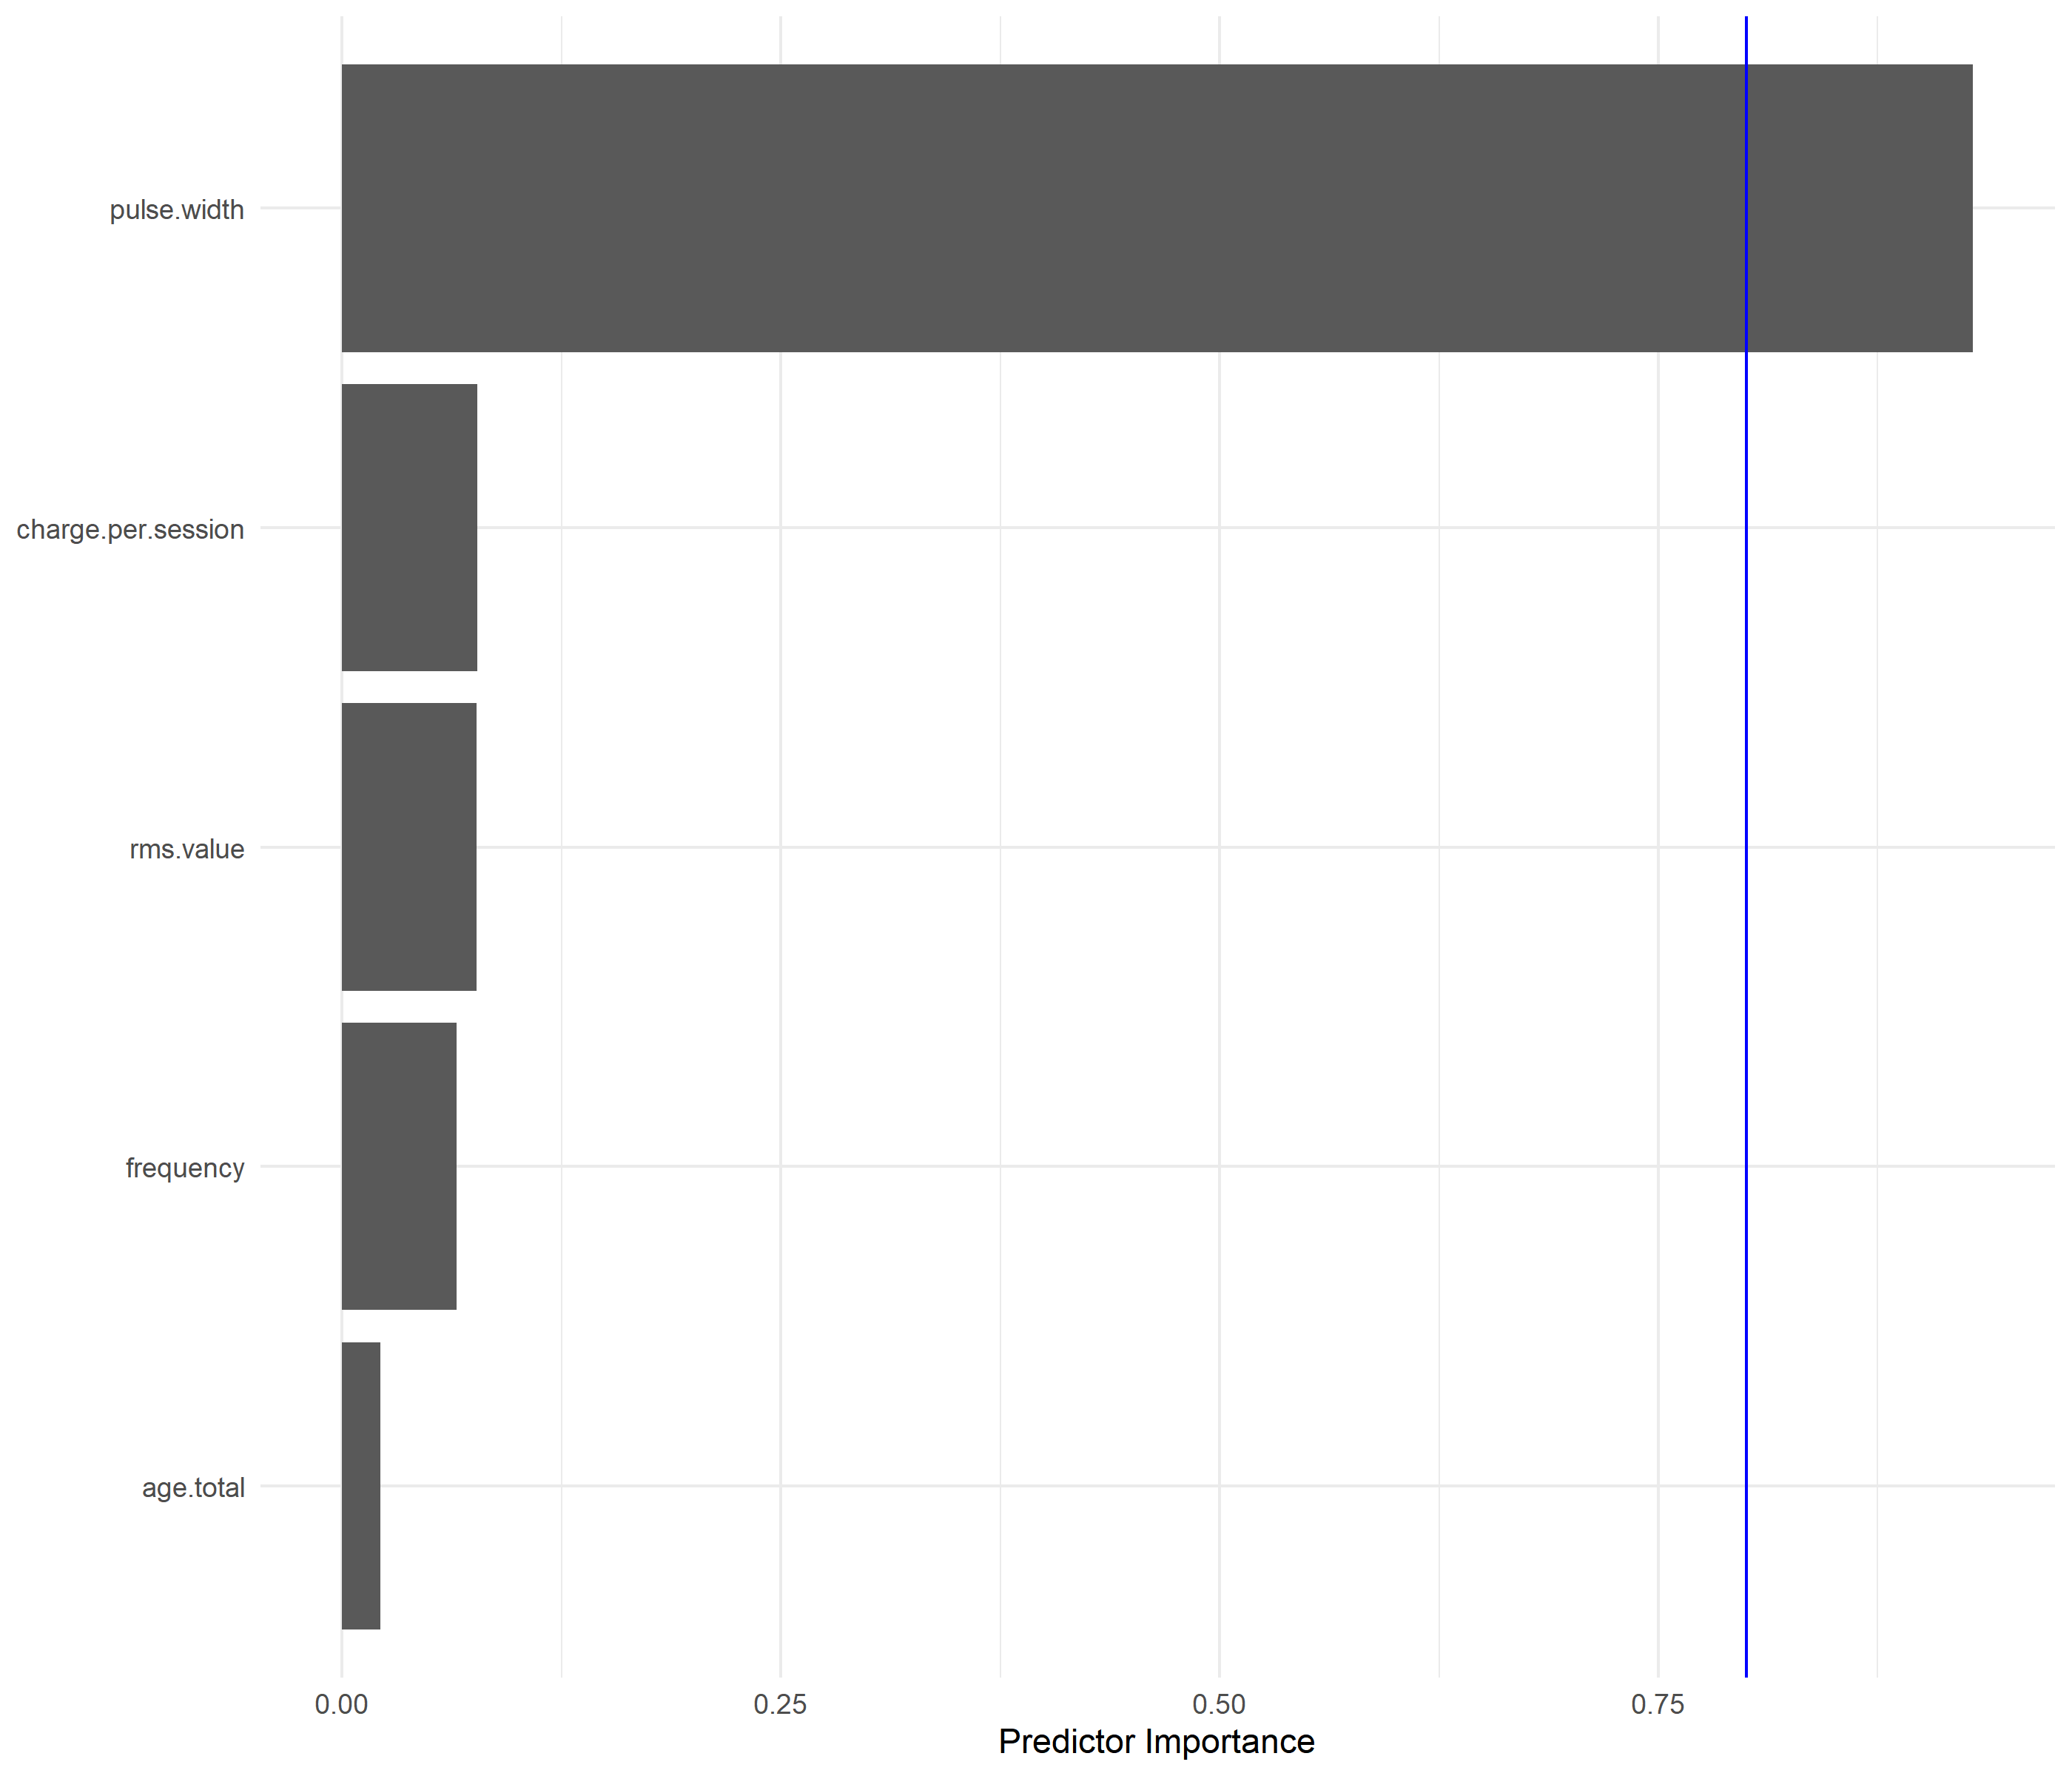 pulse.width
charge.per.session
rms.value
frequency
age.total
0.00 0.25 0.50 0.75
Predictor Importance